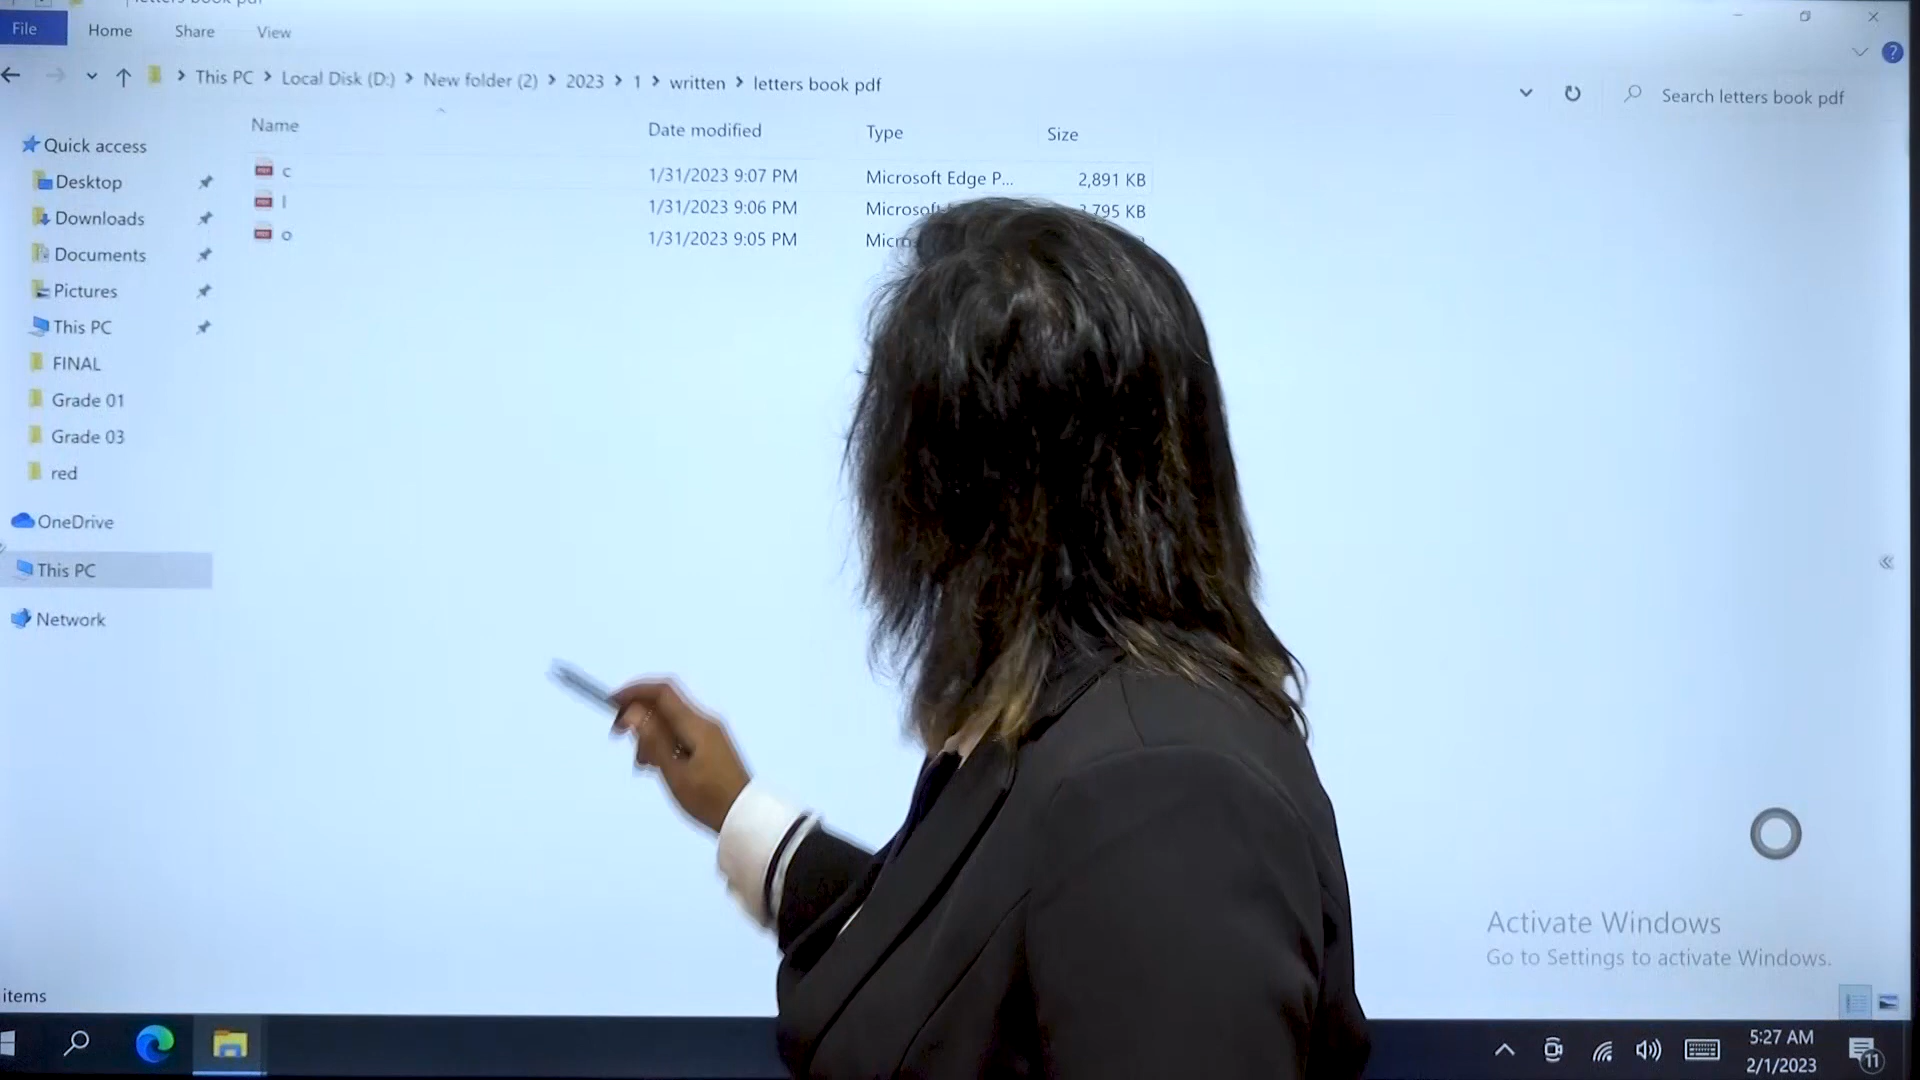 File Home Share View
This PC > Local Disk (D:) > New folder (2) > 2023 > 1 > written > letters book pdf
Search letters book pdf
Name Date modified Type Size
c 1/31/2023 9:07 PM Microsoft Edge P... 2,891 KB
l 1/31/2023 9:06 PM 795 KB
o 1/31/2023 9:05 PM
Quick access
Desktop
Downloads
Documents
Pictures
This PC
FINAL
Grade 01
Grade 03
red
OneDrive
This PC
Network
Activate Windows
Go to Settings to activate Windows.
items
5:27 AM
2/1/2023
11